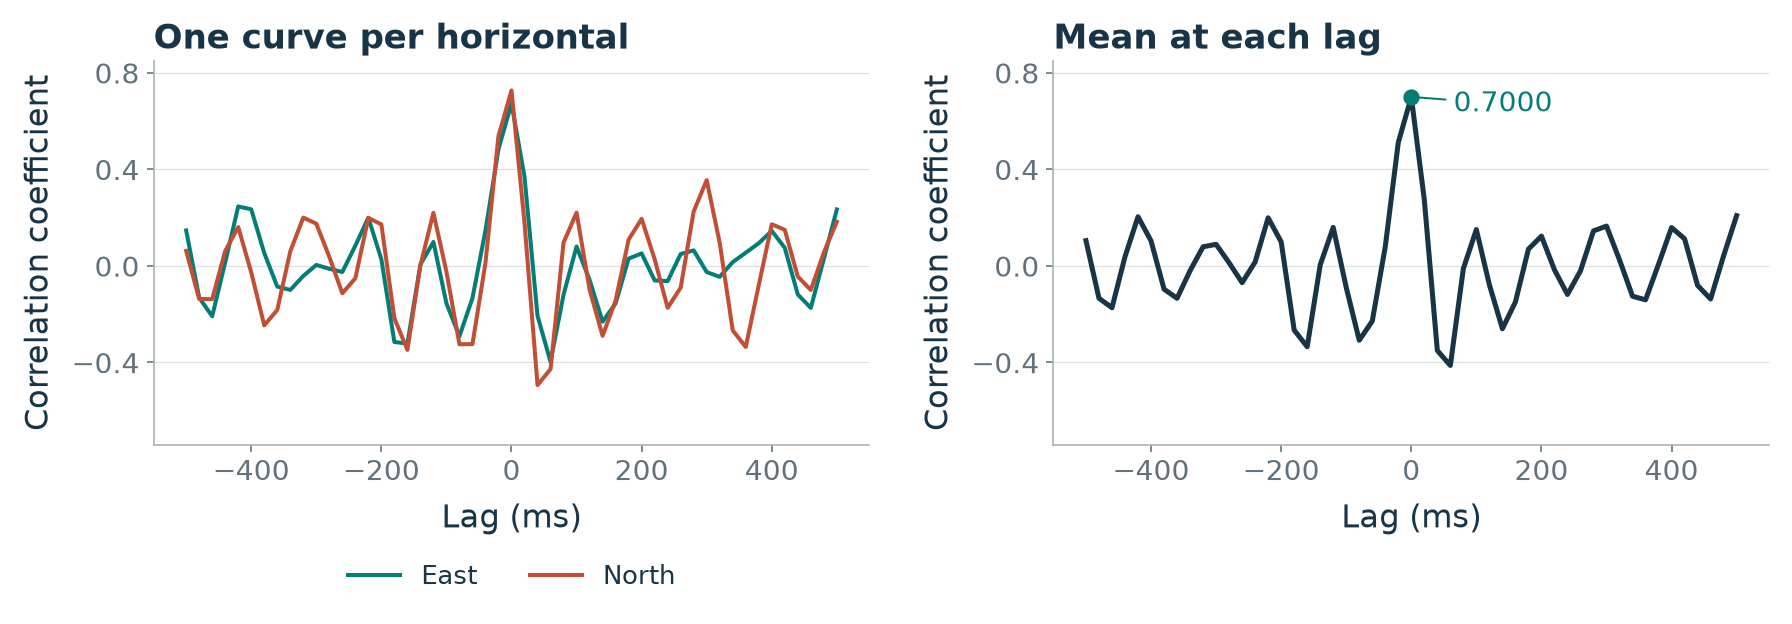 One curve per horizontal
Correlation coefficient
0.8
0.4
0.0
−0.4
−400
−200
0
200
400
Lag (ms)
East
North
Mean at each lag
Correlation coefficient
0.8
0.4
0.0
−0.4
0.7000
−400
−200
0
200
400
Lag (ms)